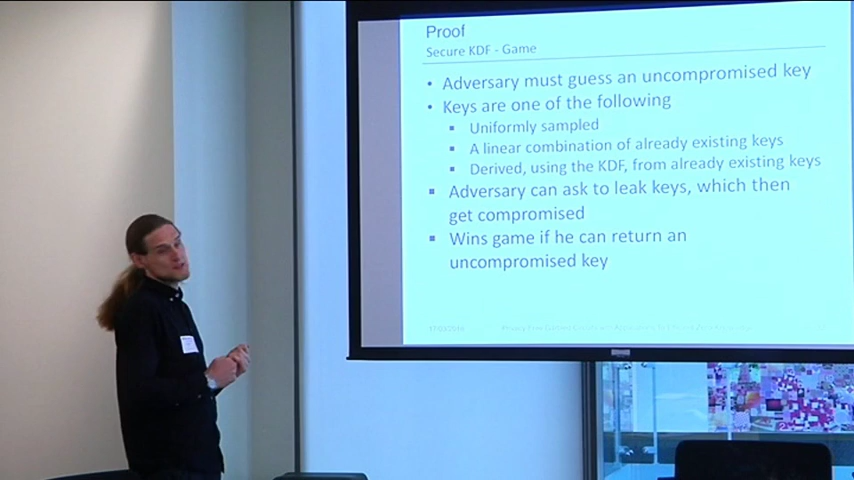 Proof
Secure KDF - Game
• Adversary must guess an uncompromised key
• Keys are one of the following
▪ Uniformly sampled
▪ A linear combination of already existing keys
▪ Derived, using the KDF, from already existing keys
▪ Adversary can ask to leak keys, which then
get compromised
▪ Wins game if he can return an
uncompromised key